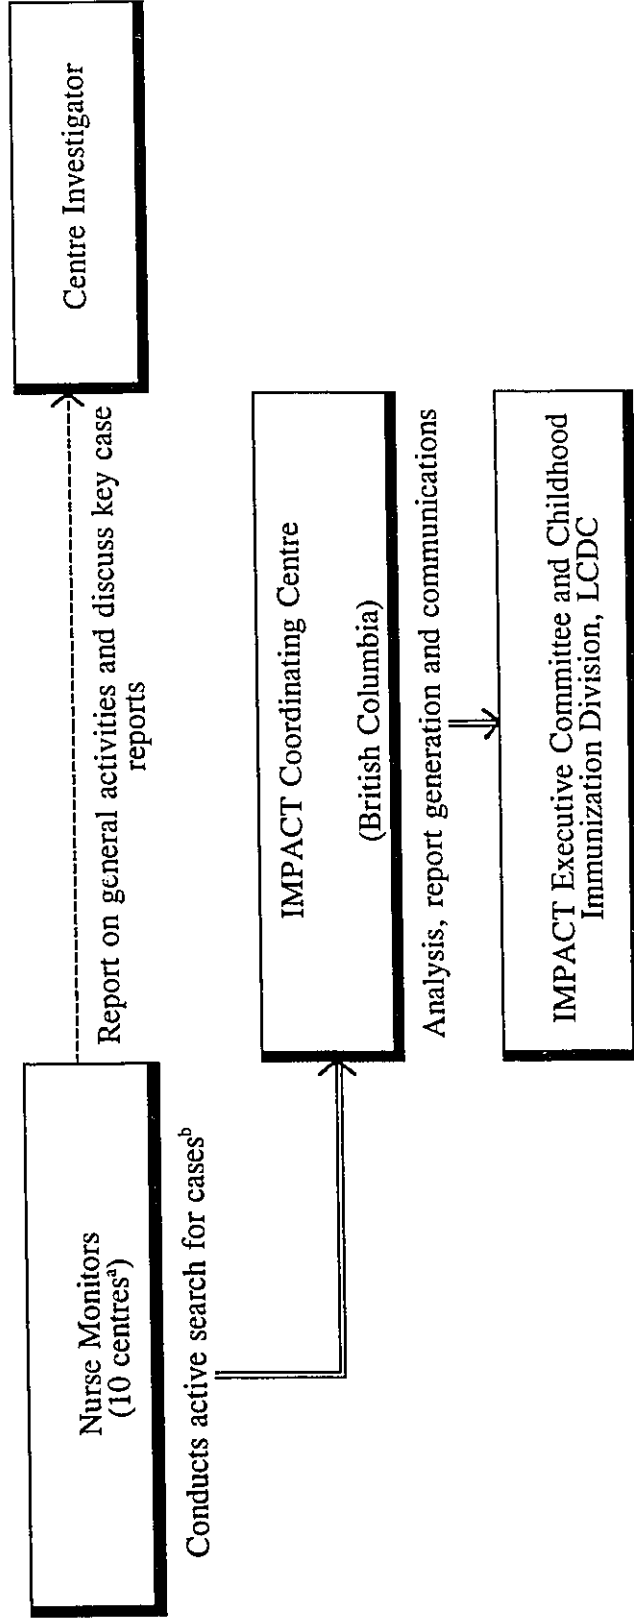 Nurse Monitors
(10 centresᵃ)
Conducts active search for casesᵇ
Report on general activities and discuss key case
reports
Centre Investigator
IMPACT Coordinating Centre
(British Columbia)
Analysis, report generation and communications
IMPACT Executive Committee and Childhood
Immunization Division, LCDC